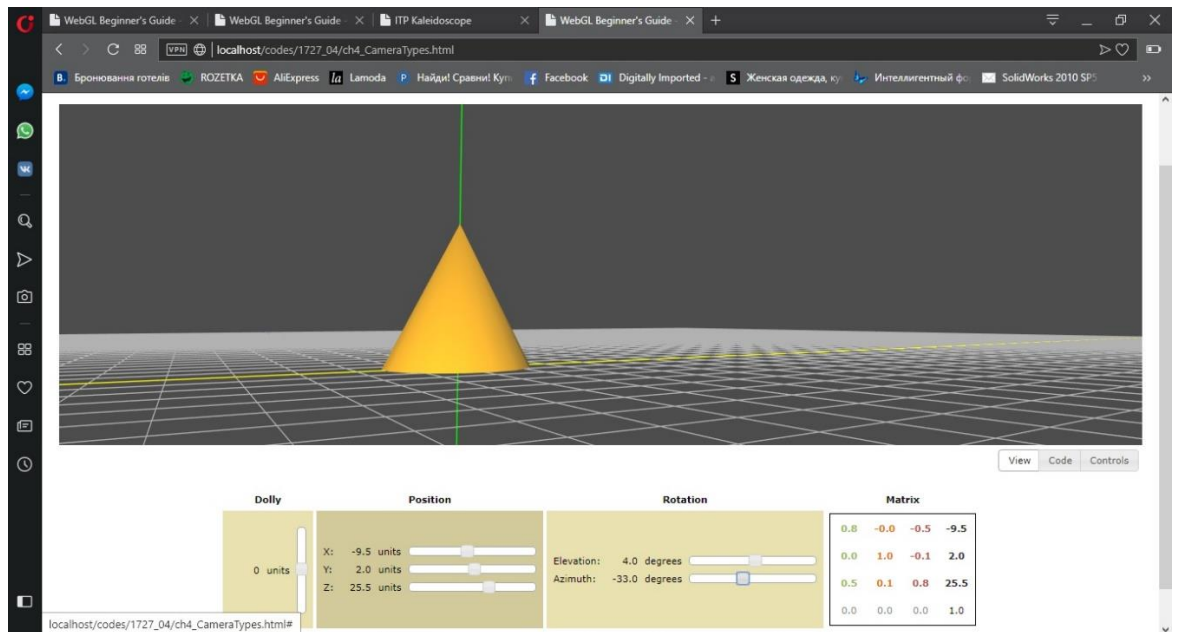 WebGL Beginner's Guide - WebGL Beginner's Guide - ITP Kaleidoscope WebGL Beginner's Guide -
VPN localhost/codes/1727_04/ch4_CameraTypes.html
B. Бронювання готелів ROZETKA AliExpress la Lamoda P Найди! Сравни! Куп Facebook DI Digitally Imported - S Женская одежда, ку Интеллигентный фо SolidWorks 2010 SP5
View Code Controls
Dolly Position Rotation Matrix
0 units
X: -9.5 units
Y: 2.0 units
Z: 25.5 units
Elevation: 4.0 degrees
Azimuth: -33.0 degrees
0.8 -0.0 -0.5 -9.5
0.0 1.0 -0.1 2.0
0.5 0.1 0.8 25.5
0.0 0.0 0.0 1.0
localhost/codes/1727_04/ch4_CameraTypes.html#